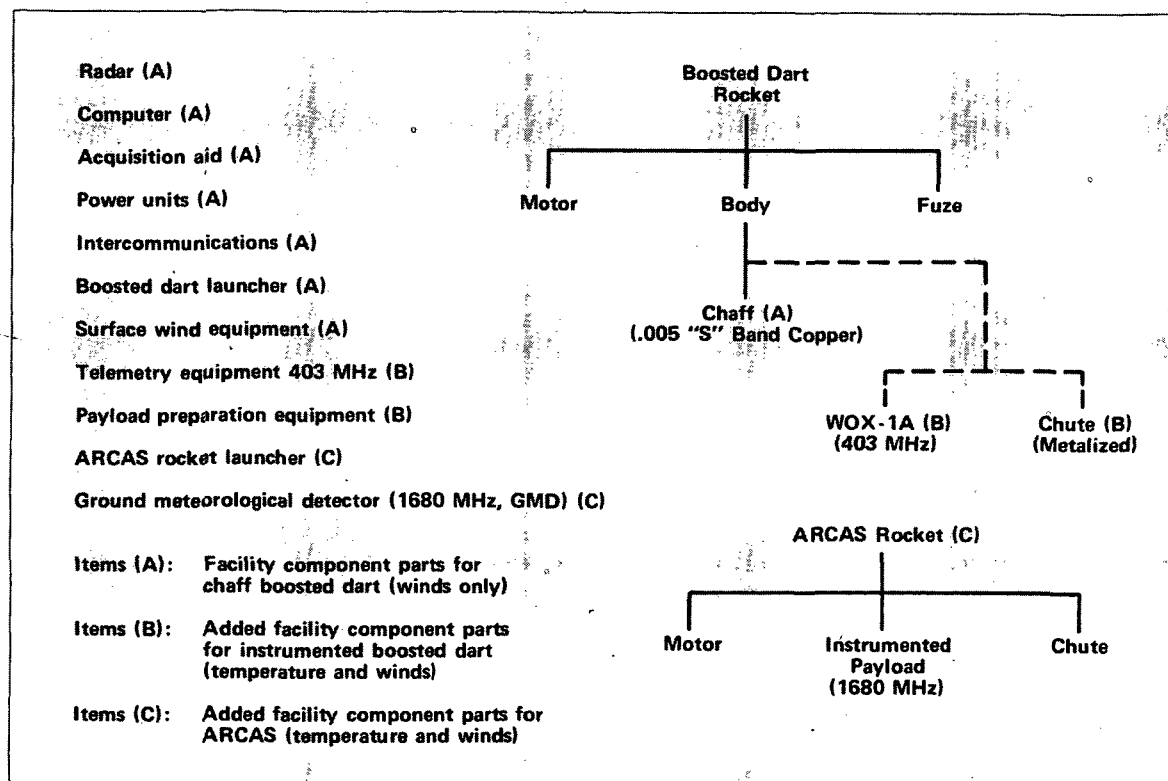 Radar (A)
Computer (A)
Acquisition aid (A)
Power units (A)
Intercommunications (A)
Boosted dart launcher (A)
Surface wind equipment (A)
Telemetry equipment 403 MHz (B)
Payload preparation equipment (B)
ARCAS rocket launcher (C)
Ground meteorological detector (1680 MHz, GMD) (C)
Items (A): Facility component parts for
chaff boosted dart (winds only)
Items (B): Added facility component parts
for instrumented boosted dart
(temperature and winds)
Items (C): Added facility component parts for
ARCAS (temperature and winds)
Boosted Dart
Rocket
Motor
Body
Fuze
Chaff (A)
(.005 "S" Band Copper)
WOX-1A (B)
(403 MHz)
Chute (B)
(Metalized)
ARCAS Rocket (C)
Motor
Instrumented
Payload
(1680 MHz)
Chute